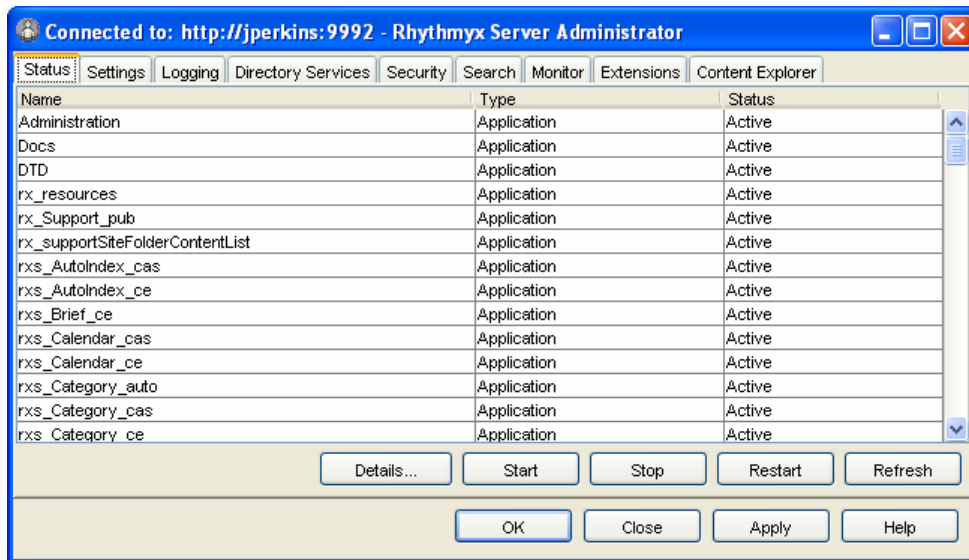 Connected to: http://jperkins:9992 - Rhythmyx Server Administrator
Status Settings Logging Directory Services Security Search Monitor Extensions Content Explorer
Name Type Status
Administration Application Active
Docs Application Active
DTD Application Active
rx_resources Application Active
rx_Support_pub Application Active
rx_supportSiteFolderContentList Application Active
rxs_AutoIndex_cas Application Active
rxs_AutoIndex_ce Application Active
rxs_Brief_ce Application Active
rxs_Calendar_cas Application Active
rxs_Calendar_ce Application Active
rxs_Category_auto Application Active
rxs_Category_cas Application Active
rxs_Category_ce Application Active
Details... Start Stop Restart Refresh
OK Close Apply Help